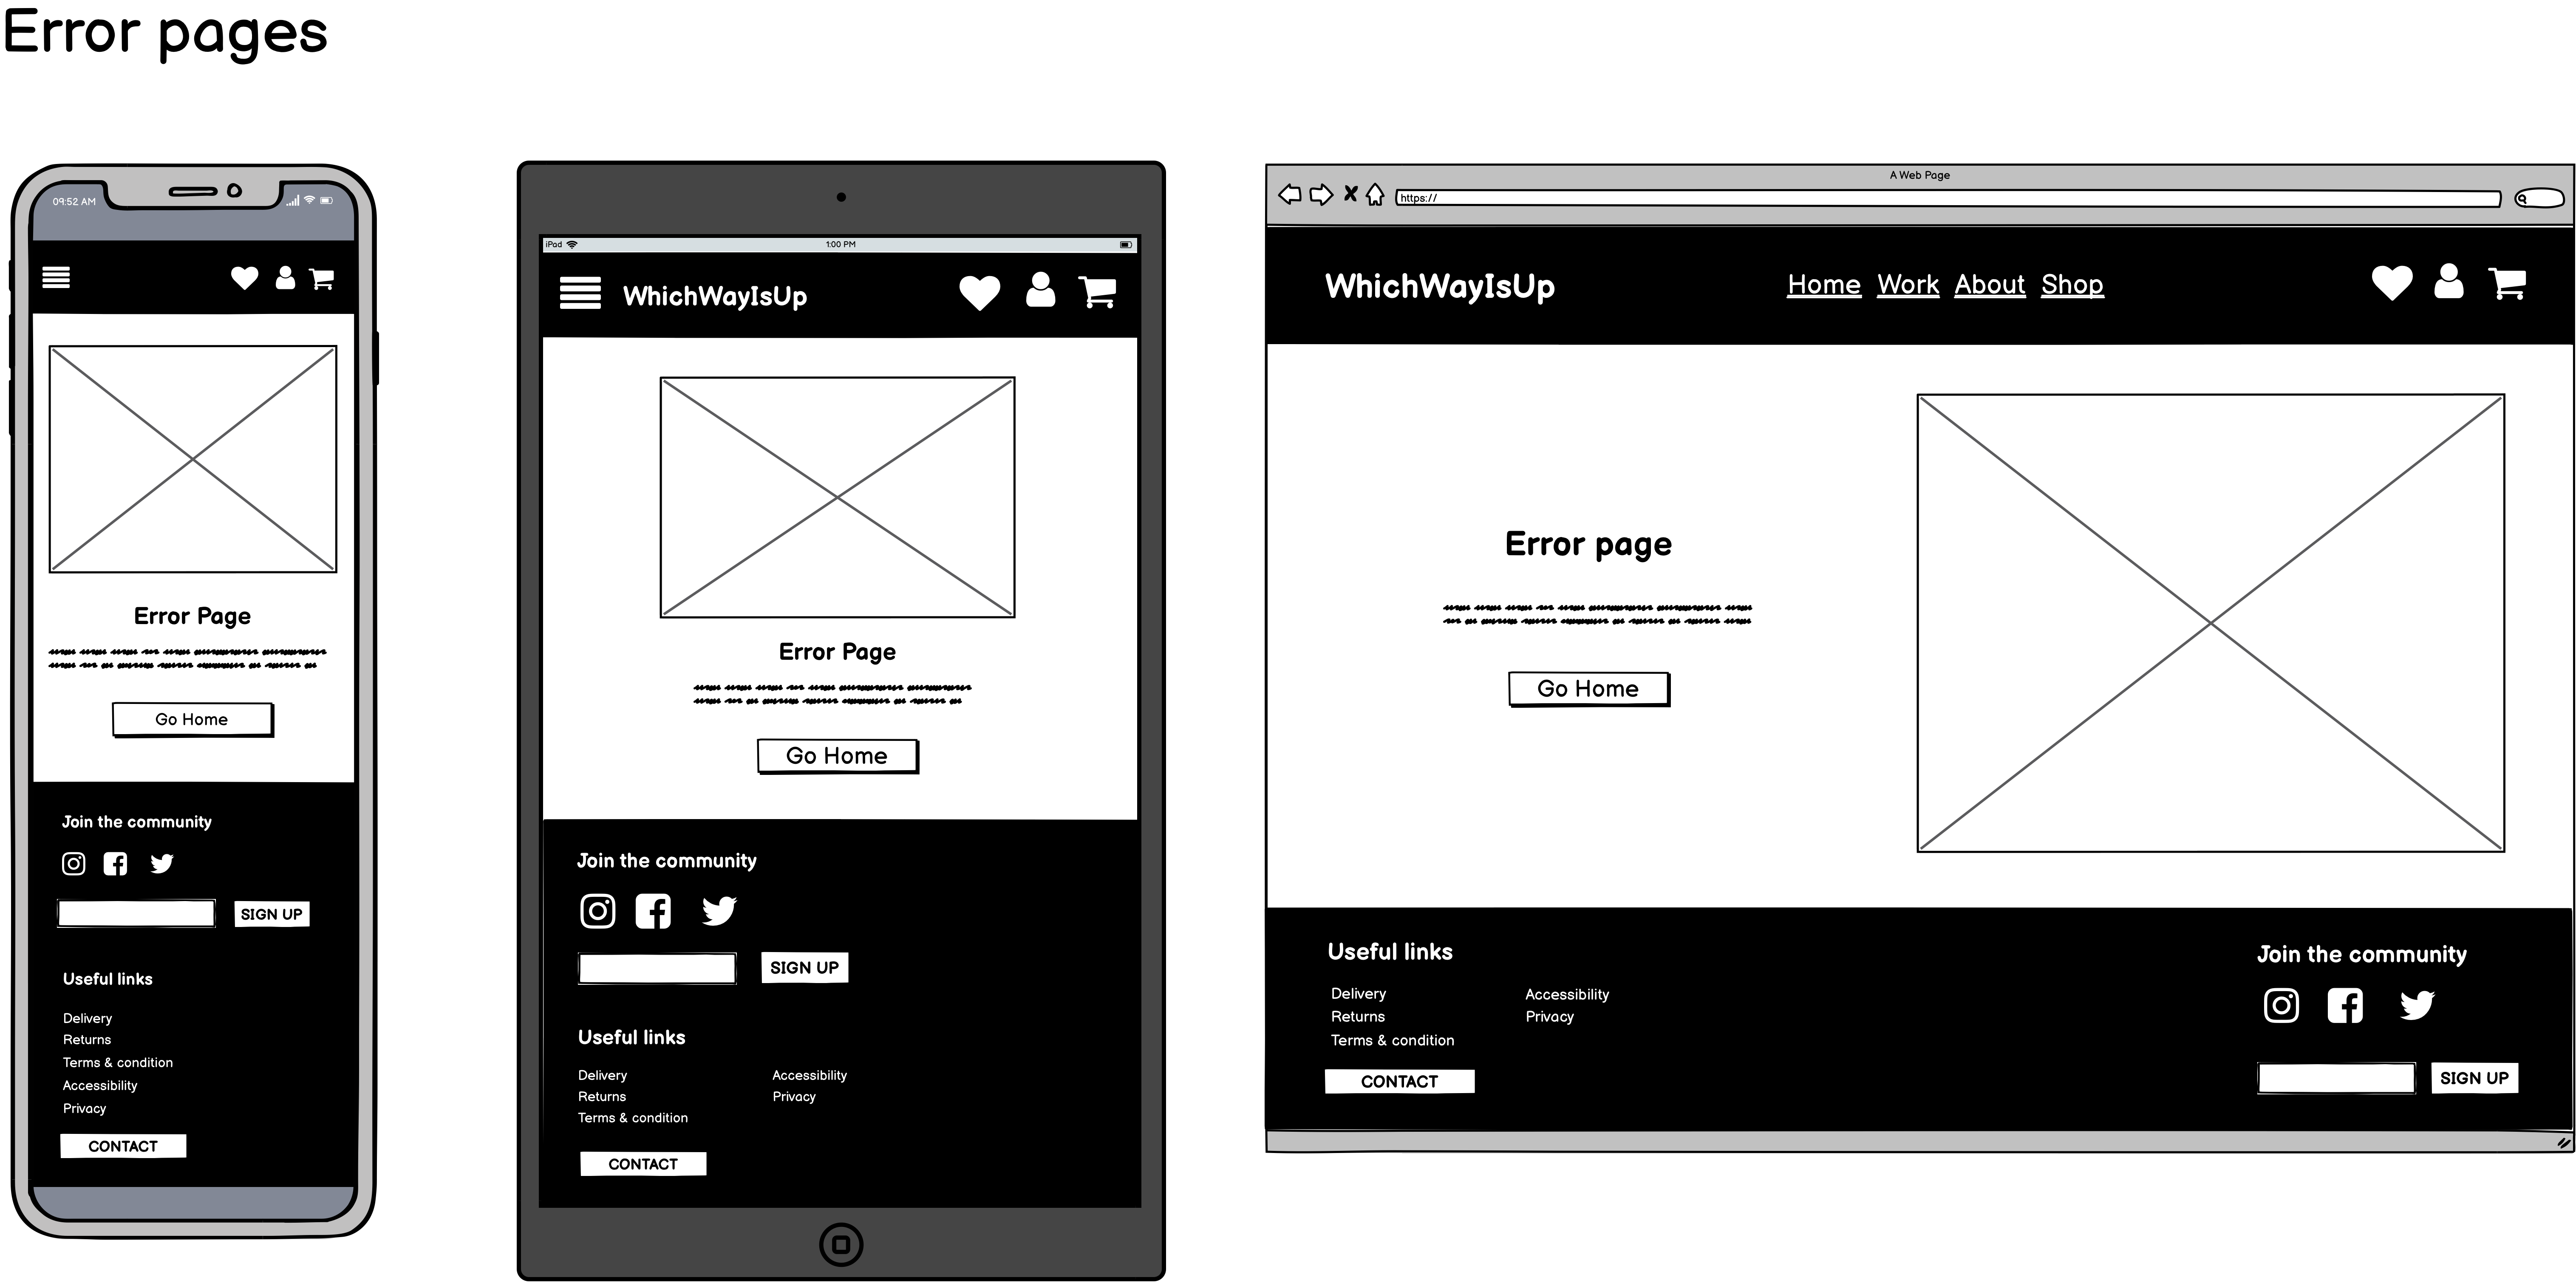 Error pages
09:52 AM
Error Page
Go Home
Join the community
SIGN UP
Useful links
Delivery
Returns
Terms & condition
Accessibility
Privacy
CONTACT
iPad 1:00 PM
WhichWayIsUp
Error Page
Go Home
Join the community
SIGN UP
Useful links
Delivery Accessibility
Returns Privacy
Terms & condition
CONTACT
A Web Page
https://
WhichWayIsUp Home Work About Shop
Error page
Go Home
Useful links
Delivery Accessibility
Returns Privacy
Terms & condition
CONTACT
Join the community
SIGN UP